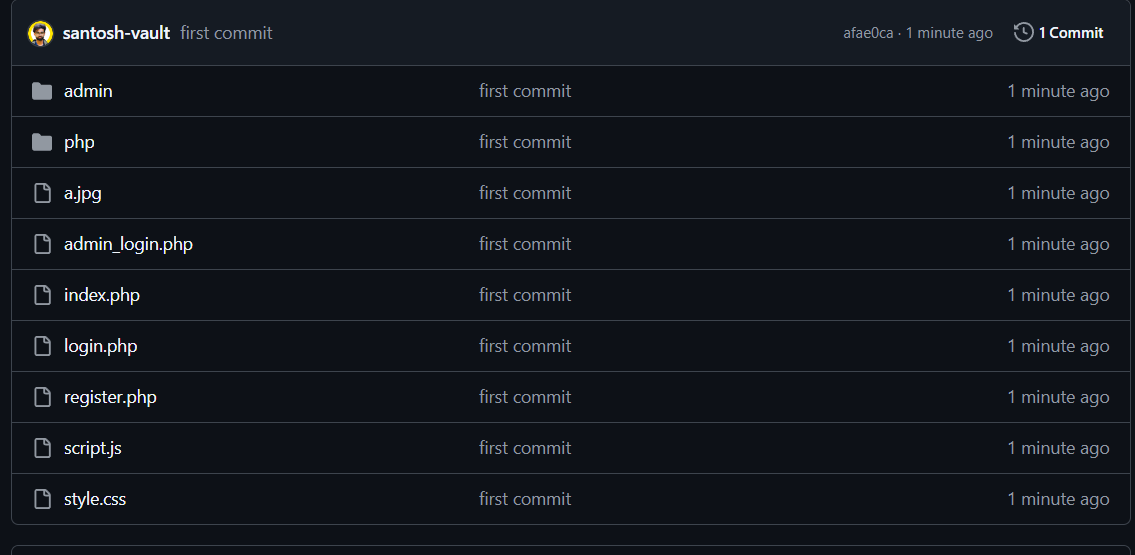 santosh-vault first commit afae0ca · 1 minute ago 1 Commit
admin first commit 1 minute ago
php first commit 1 minute ago
a.jpg first commit 1 minute ago
admin_login.php first commit 1 minute ago
index.php first commit 1 minute ago
login.php first commit 1 minute ago
register.php first commit 1 minute ago
script.js first commit 1 minute ago
style.css first commit 1 minute ago